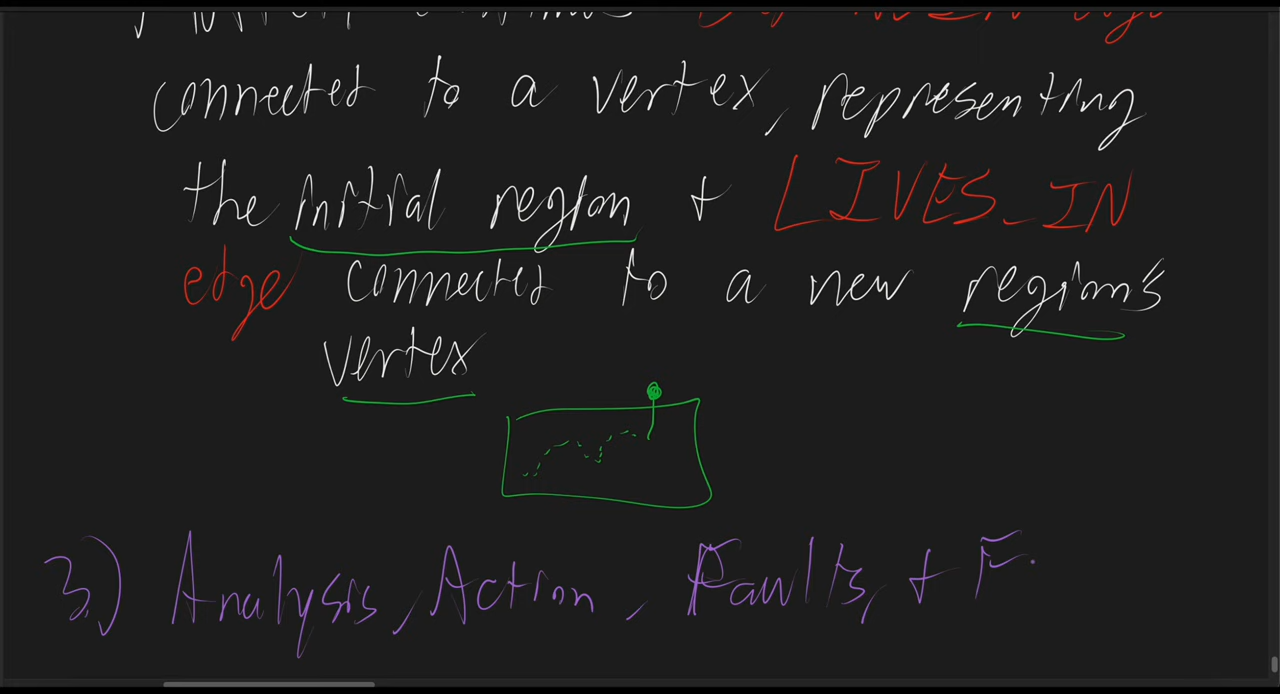 connected to a vertex, representing
the initial region + LIVES_IN
edge connected to a new region's
vertex
3.) Analysis, Action, Faults, + F